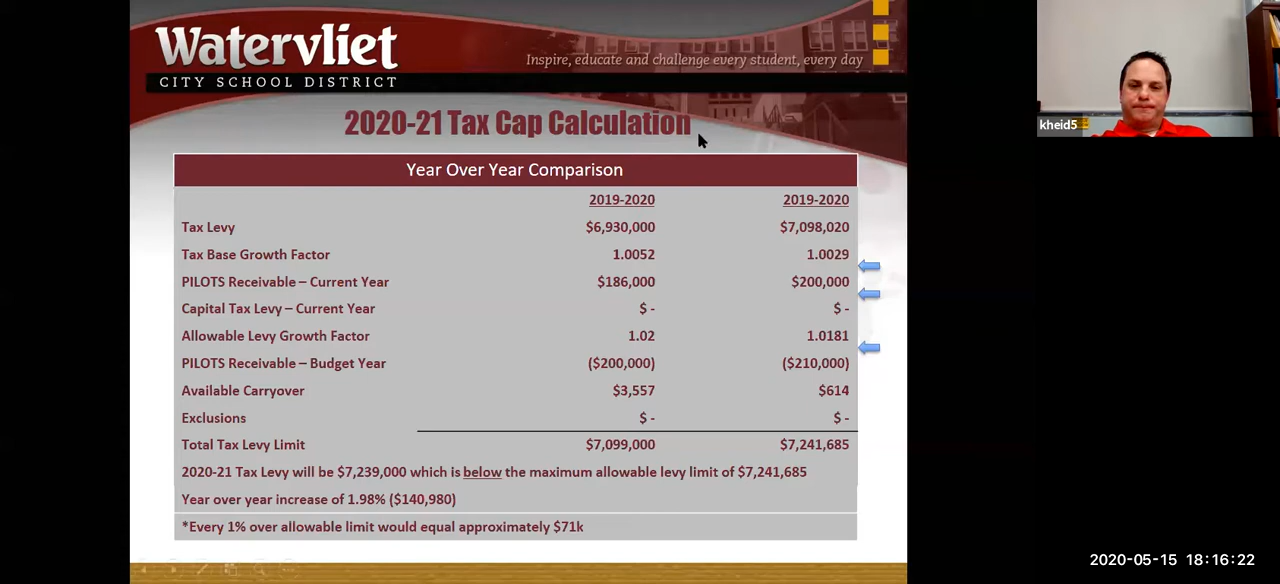 Watervliet
CITY SCHOOL DISTRICT
Inspire, educate and challenge every student, every day
kheid5
2020-21 Tax Cap Calculation
Year Over Year Comparison
2019-2020 2019-2020
Tax Levy $6,930,000 $7,098,020
Tax Base Growth Factor 1.0052 1.0029
PILOTS Receivable – Current Year $186,000 $200,000
Capital Tax Levy – Current Year $ - $ -
Allowable Levy Growth Factor 1.02 1.0181
PILOTS Receivable – Budget Year ($200,000) ($210,000)
Available Carryover $3,557 $614
Exclusions $ - $ -
Total Tax Levy Limit $7,099,000 $7,241,685
2020-21 Tax Levy will be $7,239,000 which is below the maximum allowable levy limit of $7,241,685
Year over year increase of 1.98% ($140,980)
*Every 1% over allowable limit would equal approximately $71k
2020-05-15 18:16:22